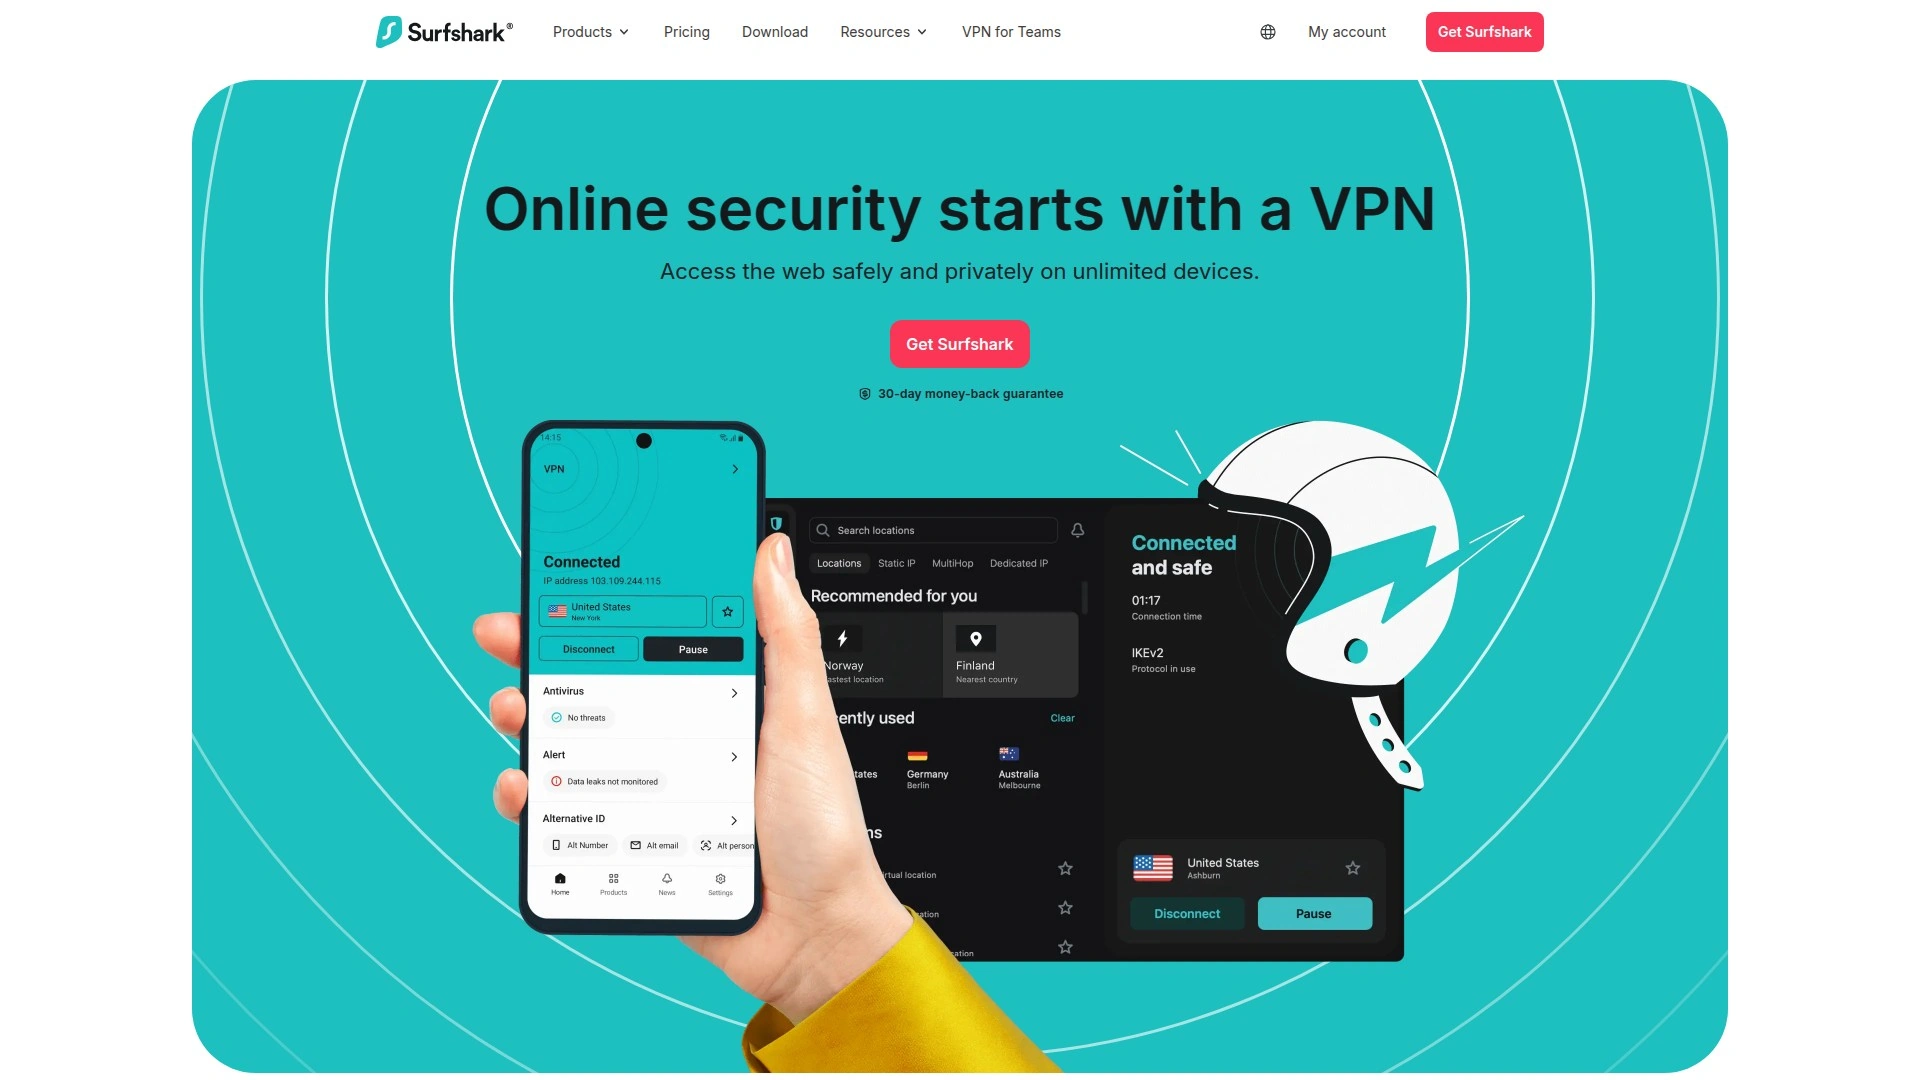 Surfshark®
Products
Pricing
Download
Resources
VPN for Teams
My account
Get Surfshark
Online security starts with a VPN
Access the web safely and privately on unlimited devices.
Get Surfshark
30-day money-back guarantee
14:15
VPN
Connected
IP address 103.109.244.115
United States
New York
Disconnect
Pause
Antivirus
No threats
Alert
Data leaks not monitored
Alternative ID
Alt Number
Alt email
Alt person
Home
Products
News
Settings
Search locations
Locations
Static IP
MultiHop
Dedicated IP
Recommended for you
Norway
astest location
Finland
Nearest country
ently used
Clear
tates
Germany
Berlin
Australia
Melbourne
ns
irtual location
cation
cation
Connected
and safe
01:17
Connection time
IKEv2
Protocol in use
United States
Ashburn
Disconnect
Pause